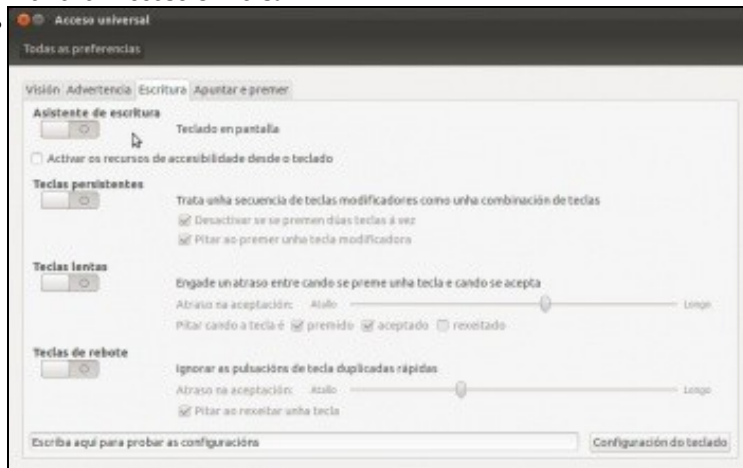 Acceso universal
Todas as preferencias
Visión Advertencia Escritura Apuntar e premer
Asistente de escritura
Teclado en pantalla
Activar os recursos de accesibilidade desde o teclado
Teclas persistentes
Trata unha secuencia de teclas modificadores como unha combinación de teclas
Desactivar se se premen dúas teclas á vez
Pitar ao premer unha tecla modificadora
Teclas lentas
Engade un atraso entre cando se preme unha tecla e cando se acepta
Atraso na aceptación: Atallo Longo
Pitar cando a tecla é premido aceptado rexeitado
Teclas de rebote
Ignorar as pulsacións de tecla duplicadas rápidas
Atraso na aceptación: Atallo Longo
Pitar ao rexeitar unha tecla
Escriba aquí para probar as configuracións Configuración do teclado